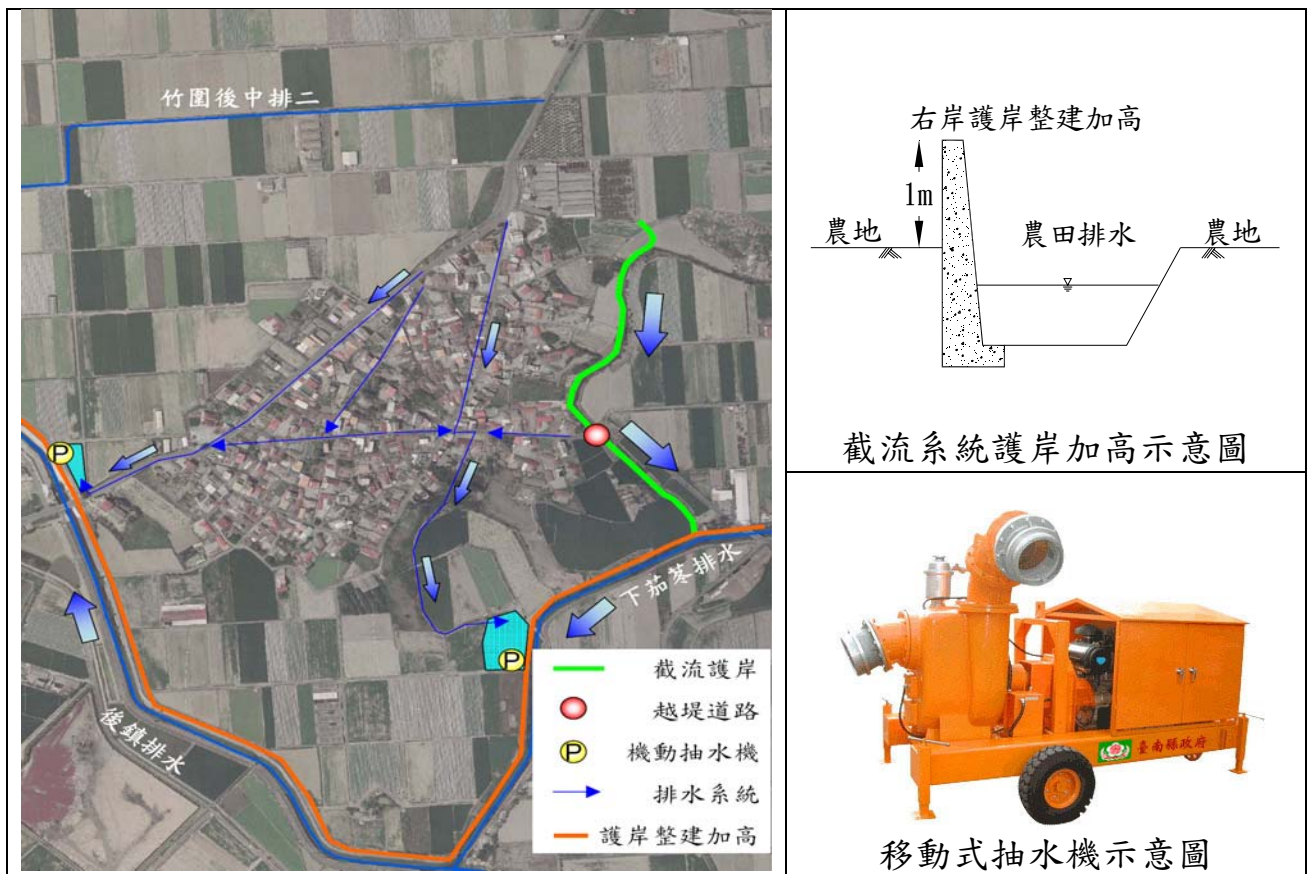 竹圍後中排二
P
P
下茄苳排水
後鎮排水
截流護岸
越堤道路
P
機動抽水機
排水系統
護岸整建加高
右岸護岸整建加高
1m
農地
農田排水
農地
截流系統護岸加高示意圖
臺南縣政府
移動式抽水機示意圖